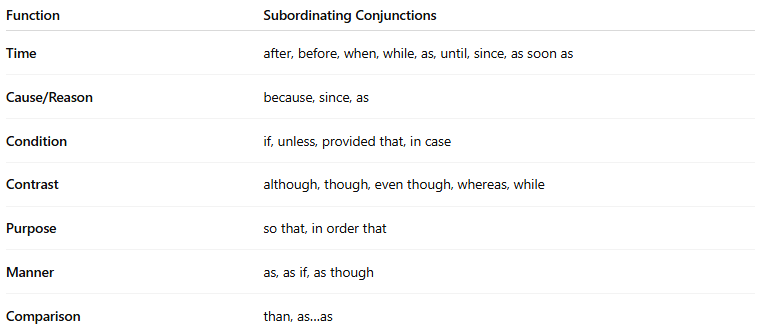 Function Subordinating Conjunctions
Time after, before, when, while, as, until, since, as soon as
Cause/Reason because, since, as
Condition if, unless, provided that, in case
Contrast although, though, even though, whereas, while
Purpose so that, in order that
Manner as, as if, as though
Comparison than, as...as